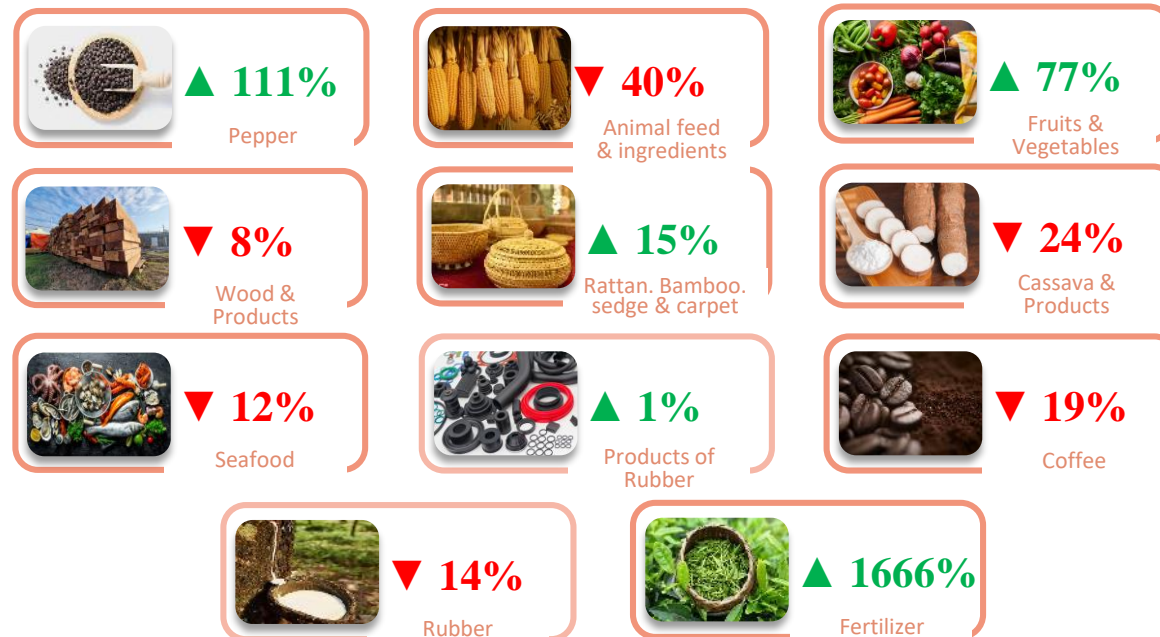 ▲ 111%
Pepper
▼ 40%
Animal feed
& ingredients
▲ 77%
Fruits &
Vegetables
▼ 8%
Wood &
Products
▲ 15%
Rattan. Bamboo.
sedge & carpet
▼ 24%
Cassava &
Products
▼ 12%
Seafood
▲ 1%
Products of
Rubber
▼ 19%
Coffee
▼ 14%
Rubber
▲ 1666%
Fertilizer